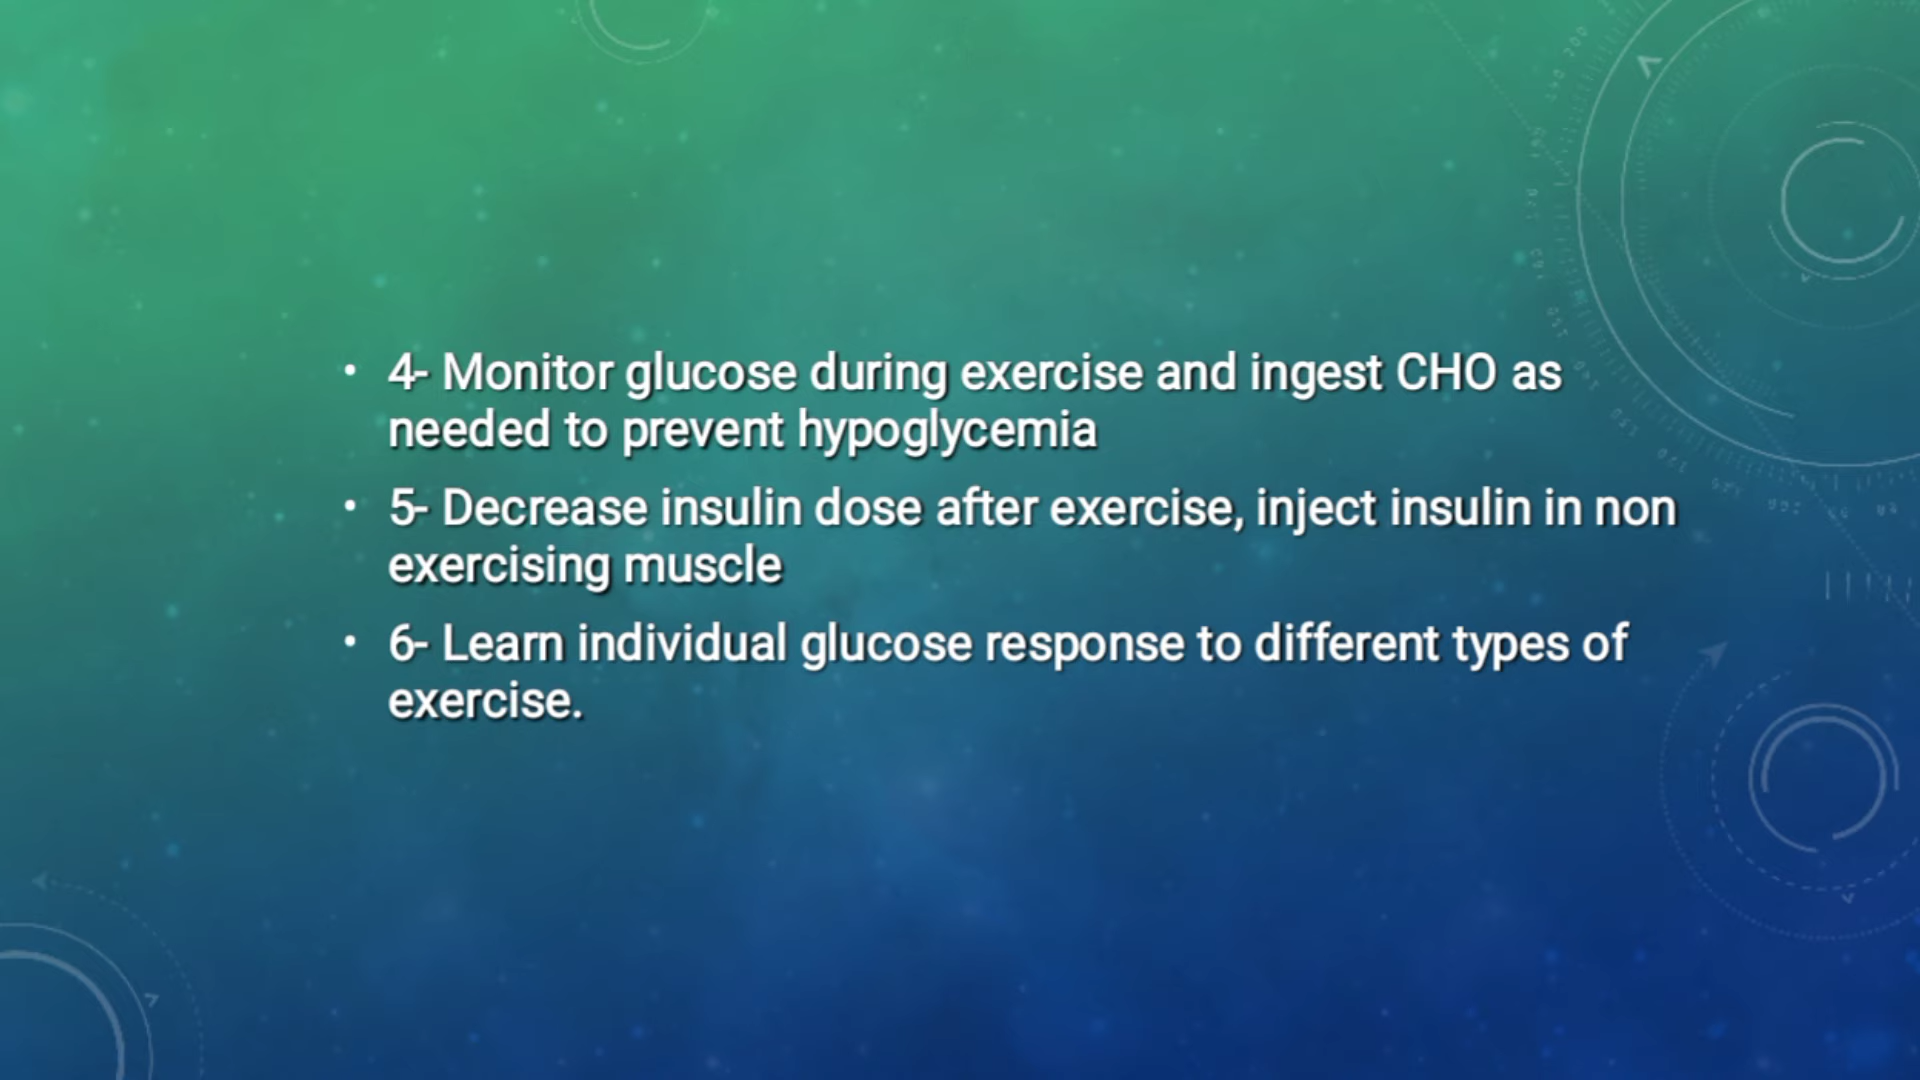 • 4- Monitor glucose during exercise and ingest CHO as
needed to prevent hypoglycemia
• 5- Decrease insulin dose after exercise, inject insulin in non
exercising muscle
• 6- Learn individual glucose response to different types of
exercise.